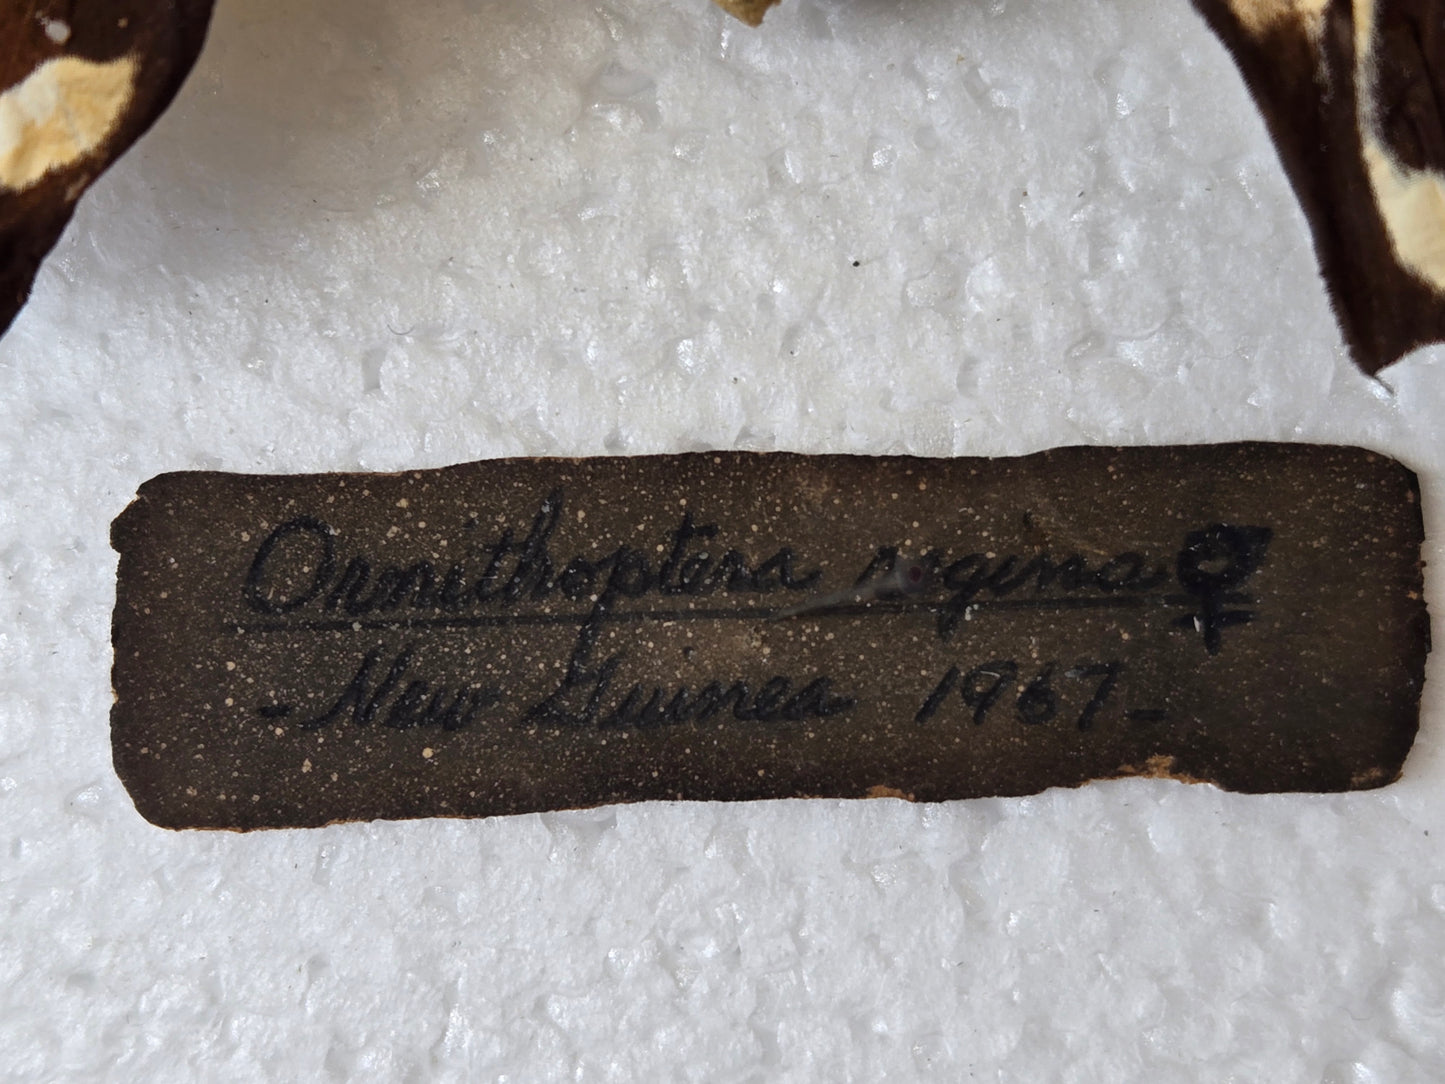 Ornithoptera regina ♀
- New Guinea 1967 -